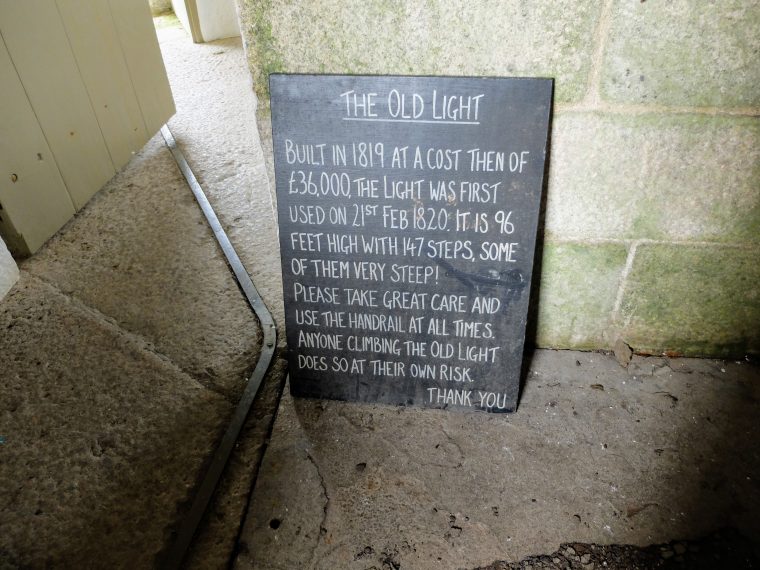 THE OLD LIGHT
BUILT IN 1819 AT A COST THEN OF
£36,000, THE LIGHT WAS FIRST
USED ON 21ST FEB 1820. IT IS 96
FEET HIGH WITH 147 STEPS, SOME
OF THEM VERY STEEP!
PLEASE TAKE GREAT CARE AND
USE THE HANDRAIL AT ALL TIMES.
ANYONE CLIMBING THE OLD LIGHT
DOES SO AT THEIR OWN RISK.
THANK YOU